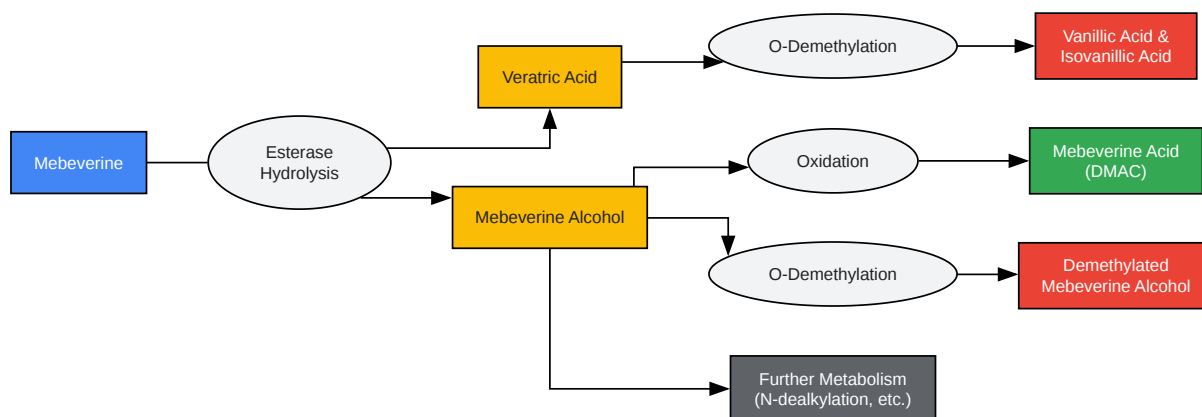 Mebeverine
Esterase
Hydrolysis
Veratric Acid
O-Demethylation
Vanillic Acid &
Isovanillic Acid
Mebeverine Alcohol
Oxidation
Mebeverine Acid
(DMAC)
O-Demethylation
Demethylated
Mebeverine Alcohol
Further Metabolism
(N-dealkylation, etc.)